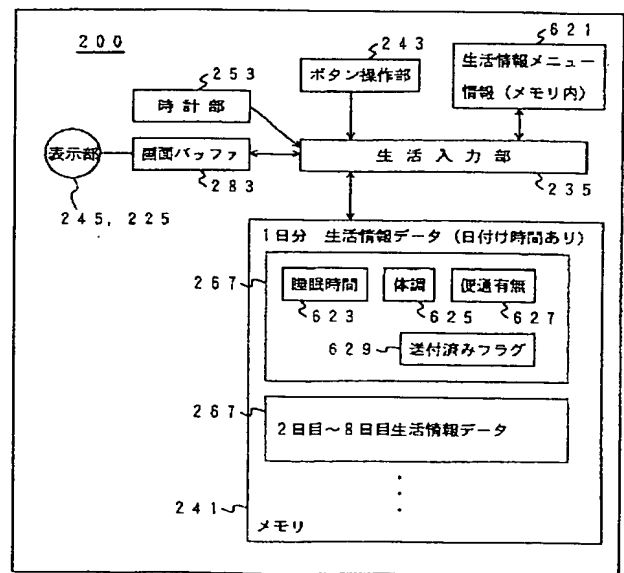 200
243
ボタン操作部
621
生活情報メニュー
情報(メモリ内)
253
時計部
表示部
画面バッファ
283
生活入力部
235
245, 225
1日分 生活情報データ(日付け時間あり)
267
睡眠時間
体調
便通有無
623
625
627
629
送付済みフラグ
267
2日目~8日目生活情報データ
241
メモリ